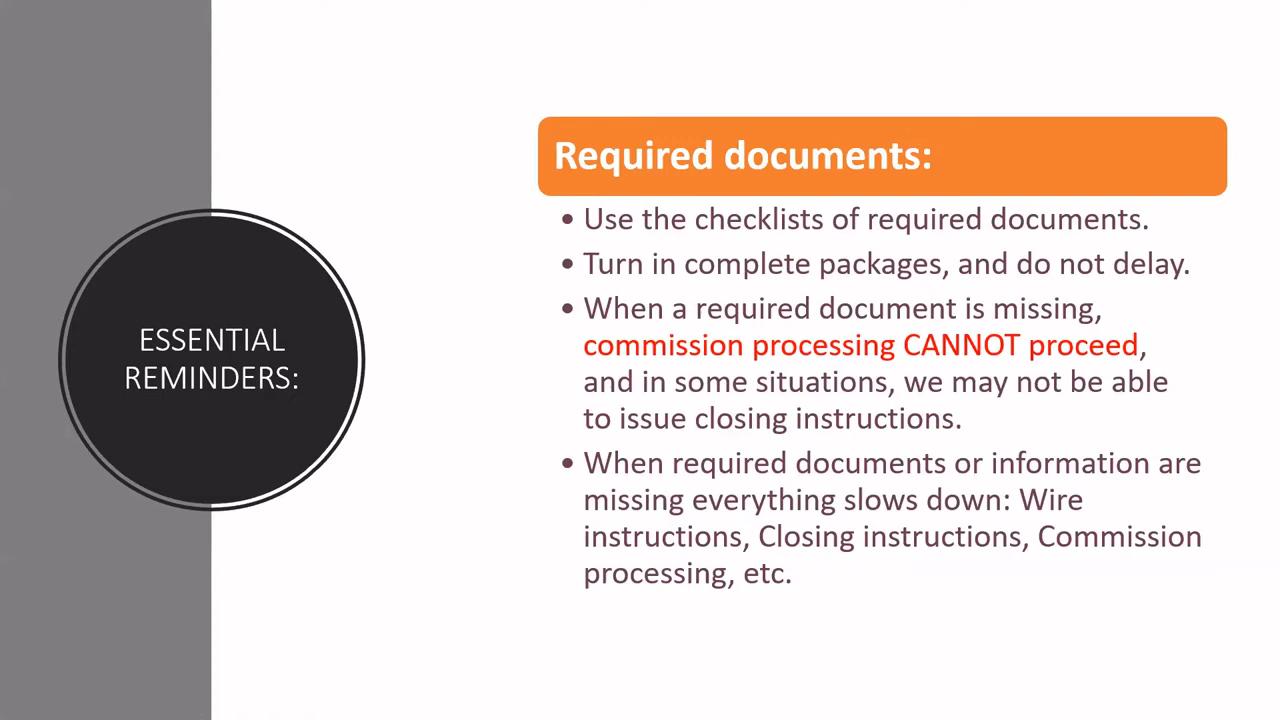 ESSENTIAL
REMINDERS:
Required documents:
• Use the checklists of required documents.
• Turn in complete packages, and do not delay.
• When a required document is missing,
commission processing CANNOT proceed,
and in some situations, we may not be able
to issue closing instructions.
• When required documents or information are
missing everything slows down: Wire
instructions, Closing instructions, Commission
processing, etc.